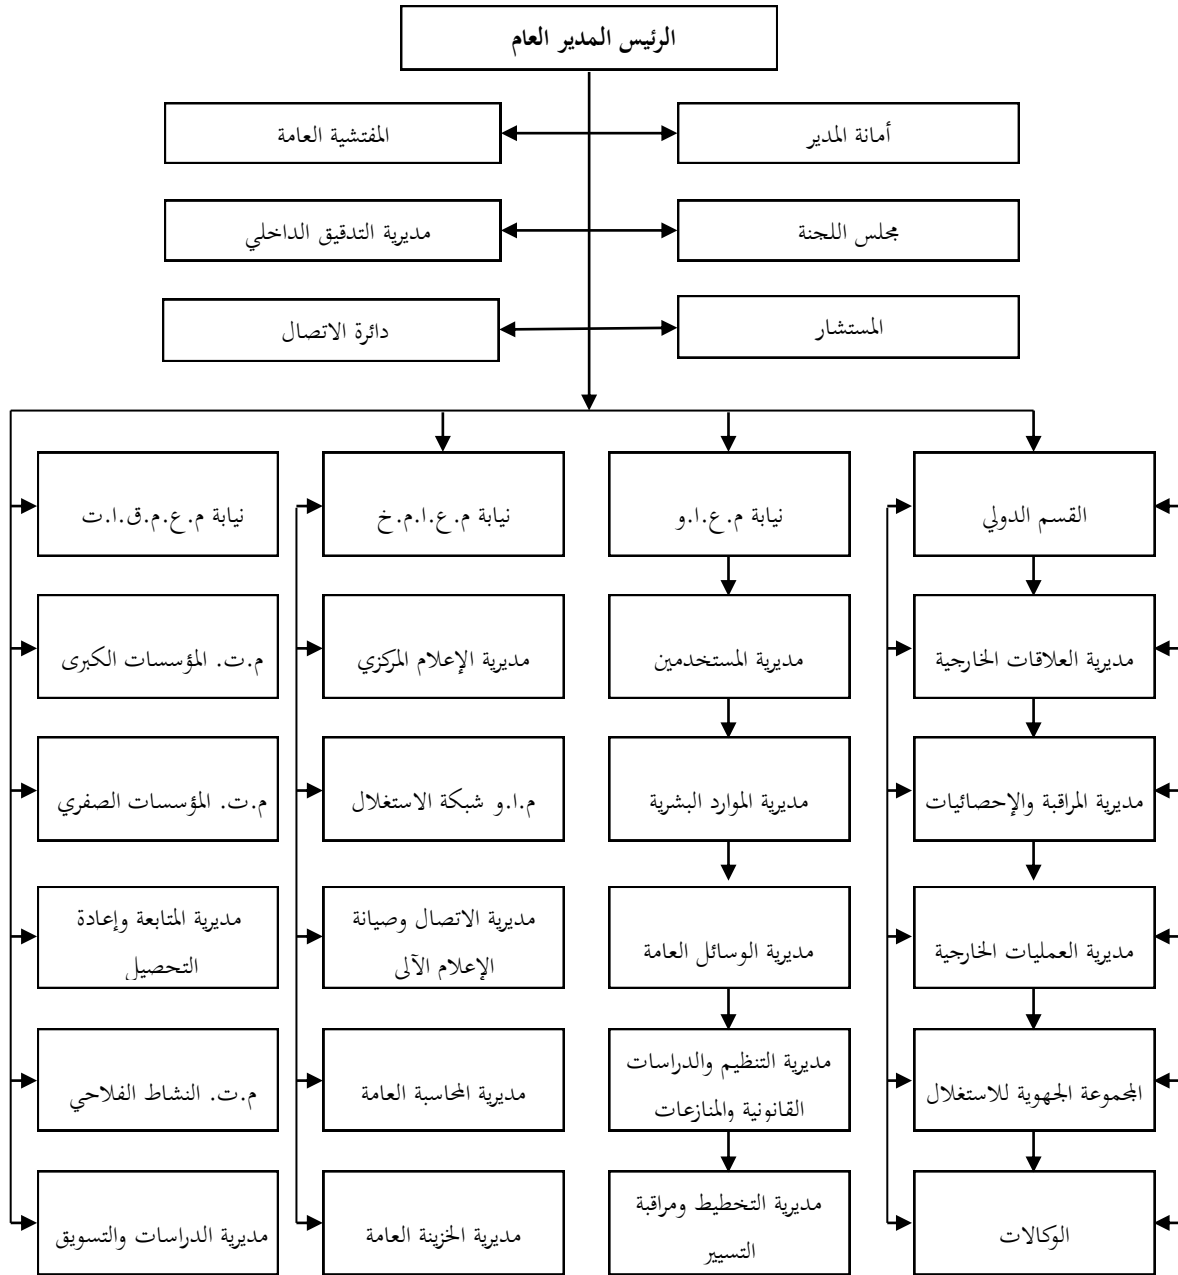 الرئيس المدير العام
أمانة المدير
المفتشية العامة
مجلس اللجنة
مديرية التدقيق الداخلي
المستشار
دائرة الاتصال
القسم الدولي
نيابة م.ع.ا.و
نيابة م.ع.ا.م.خ
نيابة م.ع.م.ق.ا.ت
مديرية العلاقات الخارجية
مديرية المستخدمين
مديرية الإعلام المركزي
م.ت. المؤسسات الكبرى
مديرية المراقبة والإحصائيات
مديرية الموارد البشرية
م.ا.و شبكة الاستغلال
م.ت. المؤسسات الصفري
مديرية العمليات الخارجية
مديرية الوسائل العامة
مديرية الاتصال وصيانة
الإعلام الآلي
مديرية المتابعة وإعادة
التحصيل
المجموعة الجهوية للاستغلال
مديرية التنظيم والدراسات
القانونية والمنازعات
مديرية المحاسبة العامة
م.ت. النشاط الفلاحي
الوكالات
مديرية التخطيط ومراقبة
التسيير
مديرية الخزينة العامة
مديرية الدراسات والتسويق